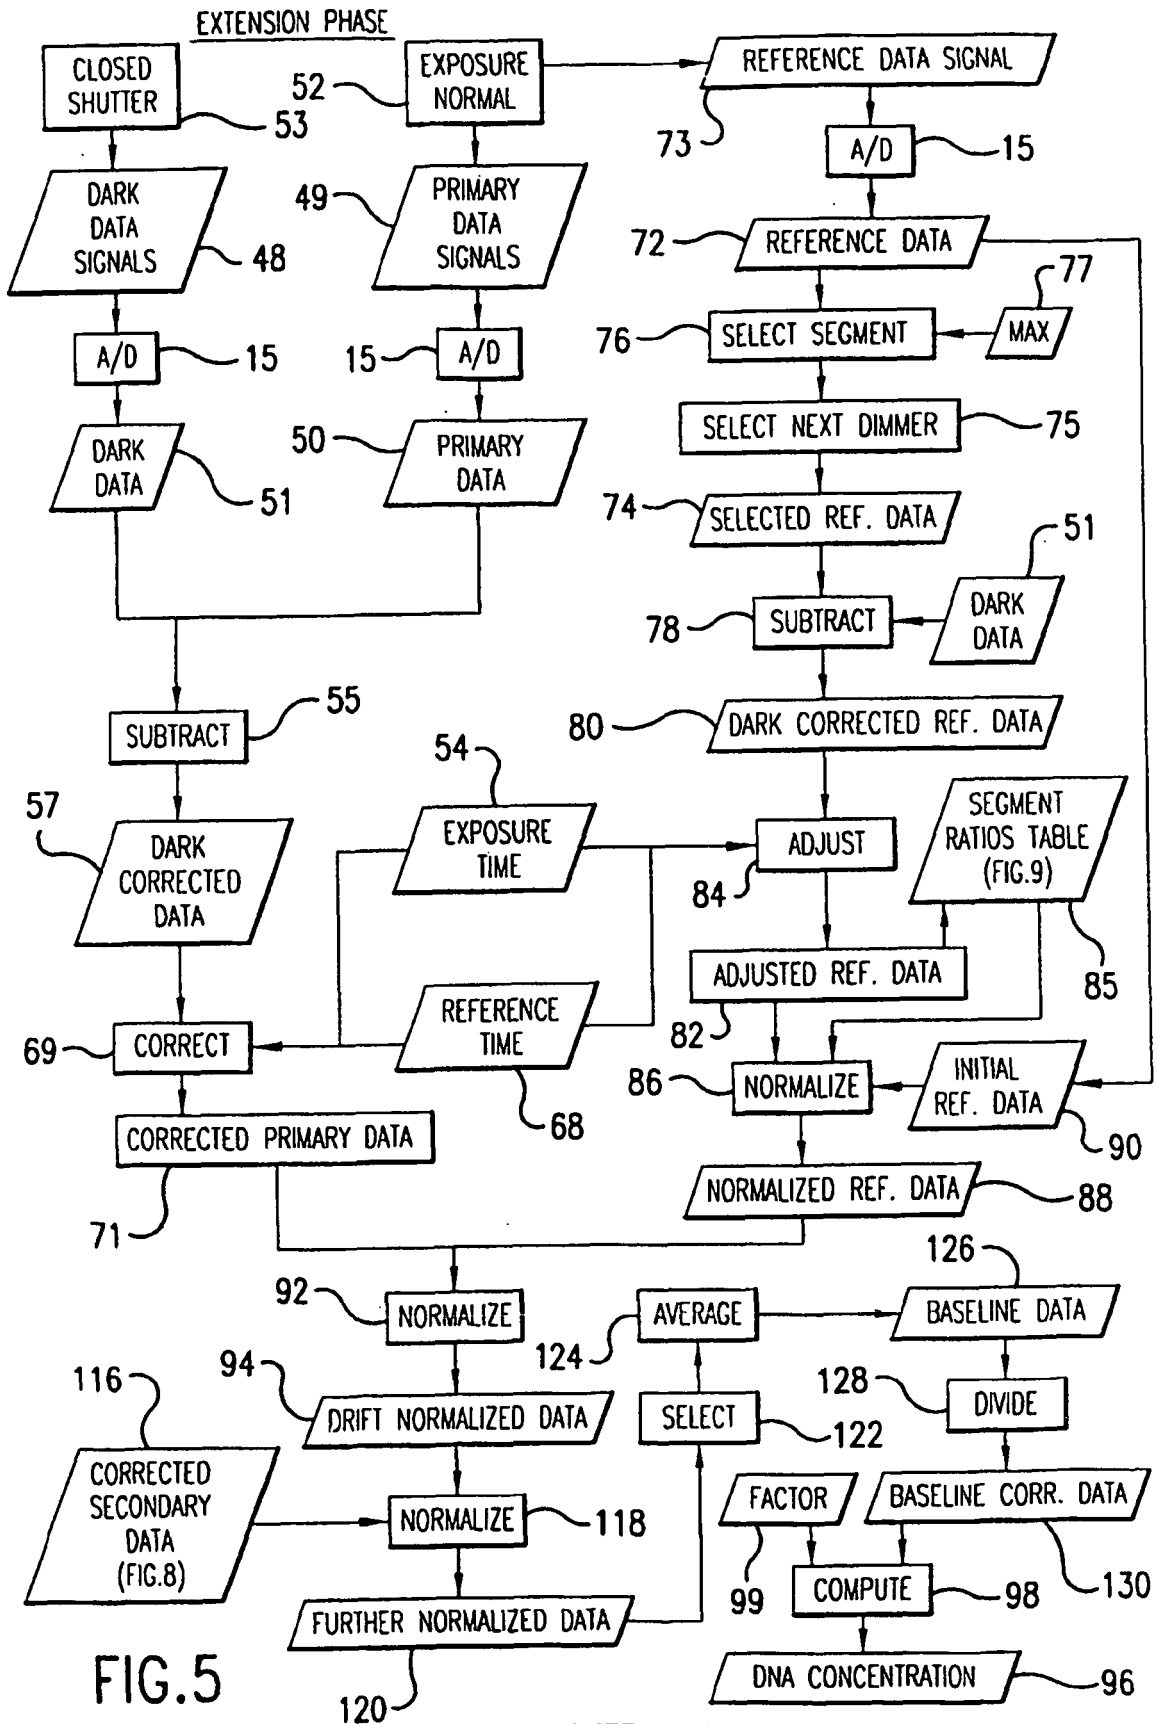 EXTENSION PHASE
CLOSED
SHUTTER
53
EXPOSURE
NORMAL
52
REFERENCE DATA SIGNAL
73
A/D
15
DARK
DATA
SIGNALS
48
PRIMARY
DATA
SIGNALS
49
REFERENCE DATA
72
77
MAX
SELECT SEGMENT
76
A/D
15
A/D
15
SELECT NEXT DIMMER
75
DARK
DATA
51
PRIMARY
DATA
50
SELECTED REF. DATA
74
51
DARK
DATA
SUBTRACT
78
SUBTRACT
55
DARK CORRECTED REF. DATA
80
54
EXPOSURE
TIME
57
DARK
CORRECTED
DATA
ADJUST
84
SEGMENT
RATIOS TABLE
(FIG.9)
85
ADJUSTED REF. DATA
82
REFERENCE
TIME
68
CORRECT
69
NORMALIZE
86
INITIAL
REF. DATA
90
CORRECTED PRIMARY DATA
71
NORMALIZED REF. DATA
88
92
NORMALIZE
AVERAGE
124
126
BASELINE DATA
94
DRIFT NORMALIZED DATA
SELECT
122
128
DIVIDE
116
CORRECTED
SECONDARY
DATA
(FIG.8)
NORMALIZE
118
FACTOR
99
BASELINE CORR. DATA
130
COMPUTE
98
FURTHER NORMALIZED DATA
120
DNA CONCENTRATION
96
FIG.5